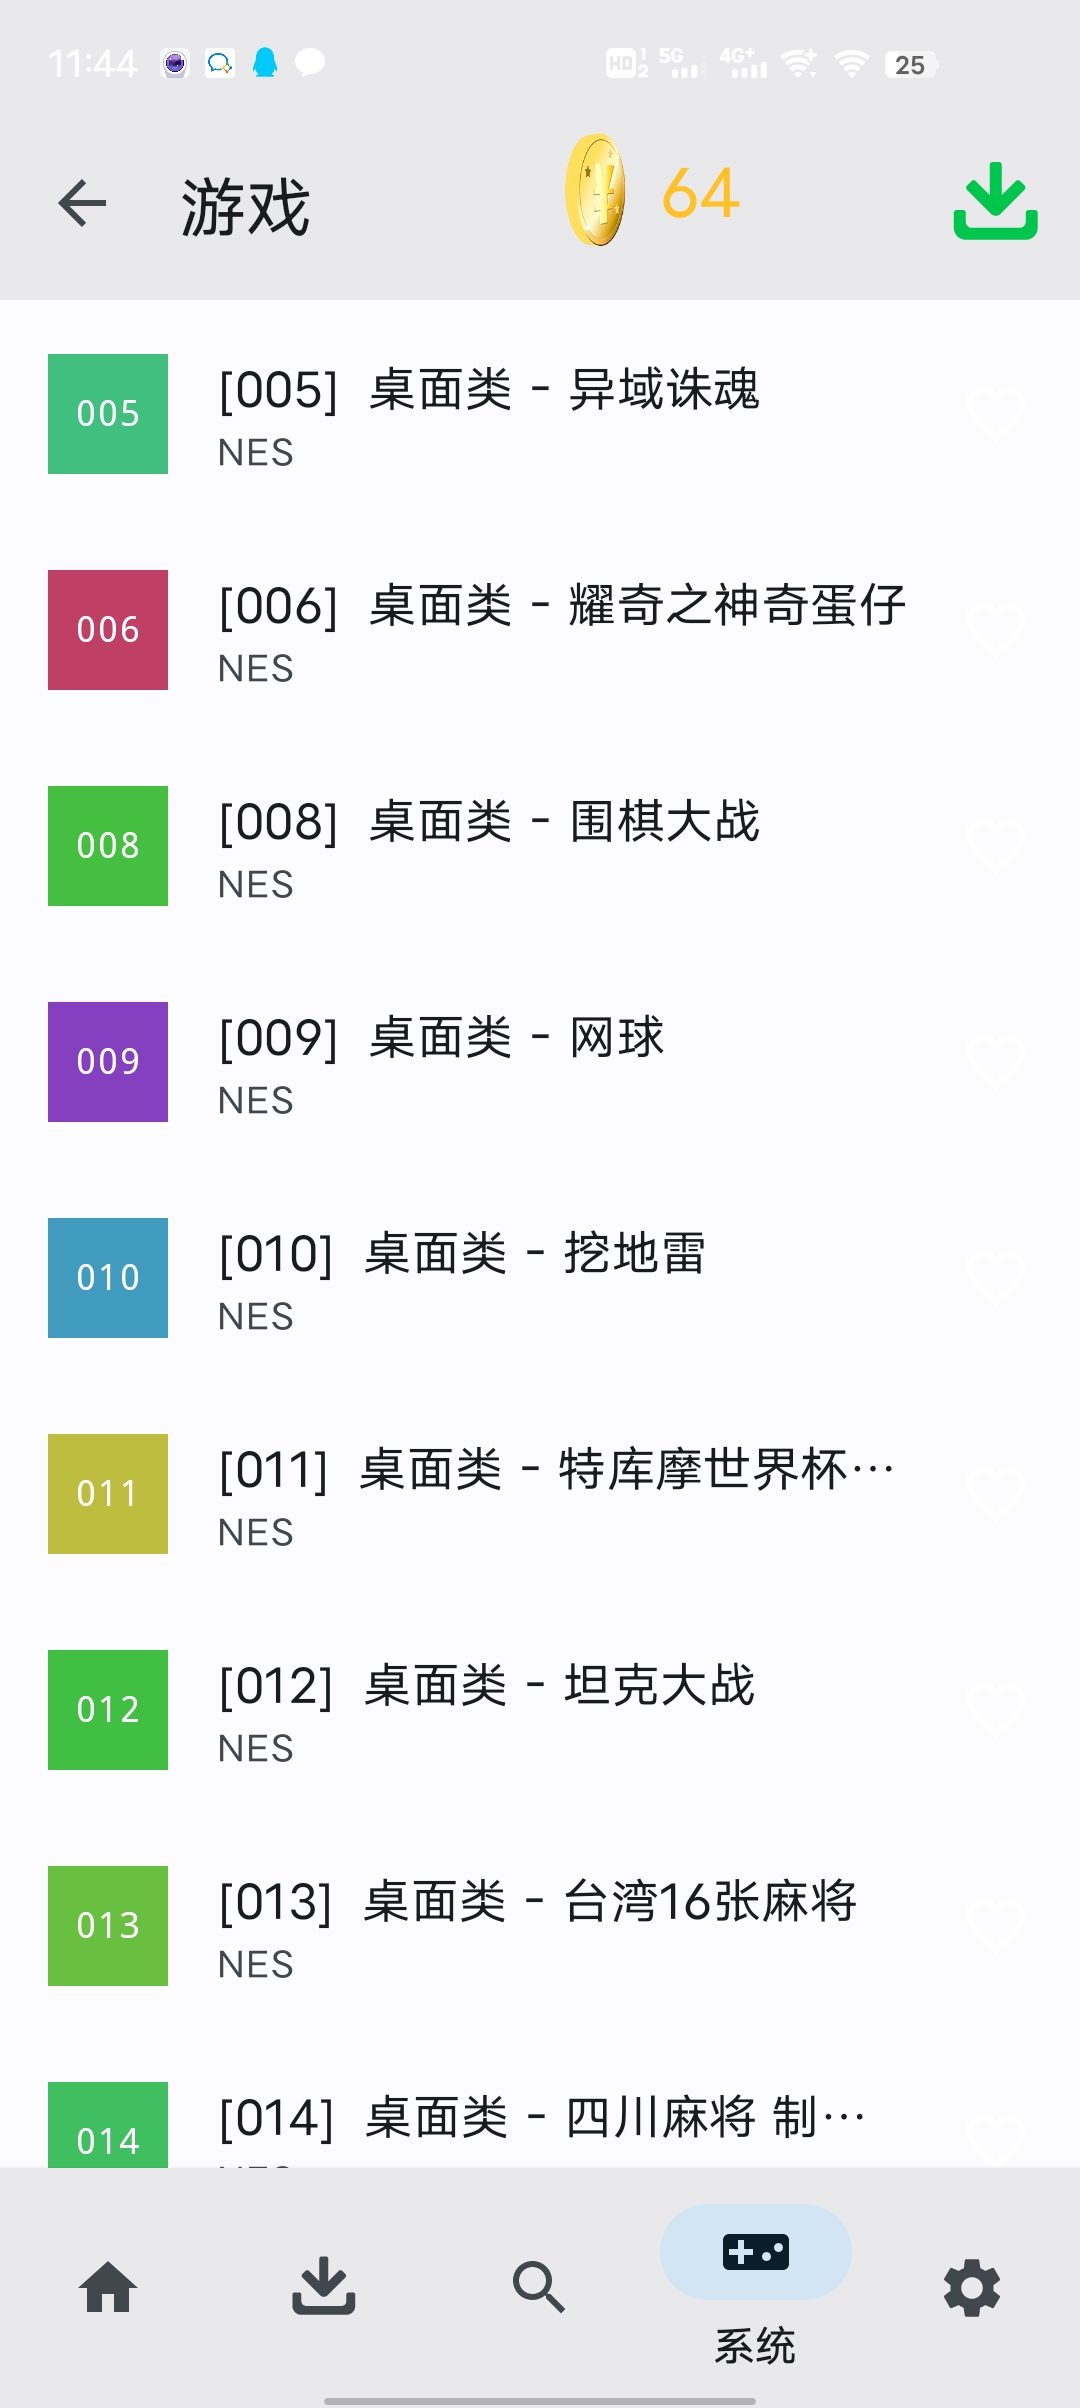 11:44 HD 1 2 5G 4G+ 25
游戏 ¥ 64
005 [005] 桌面类 - 异域诛魂
NES
006 [006] 桌面类 - 耀奇之神奇蛋仔
NES
008 [008] 桌面类 - 围棋大战
NES
009 [009] 桌面类 - 网球
NES
010 [010] 桌面类 - 挖地雷
NES
011 [011] 桌面类 - 特库摩世界杯…
NES
012 [012] 桌面类 - 坦克大战
NES
013 [013] 桌面类 - 台湾16张麻将
NES
014 [014] 桌面类 - 四川麻将 制…
系统